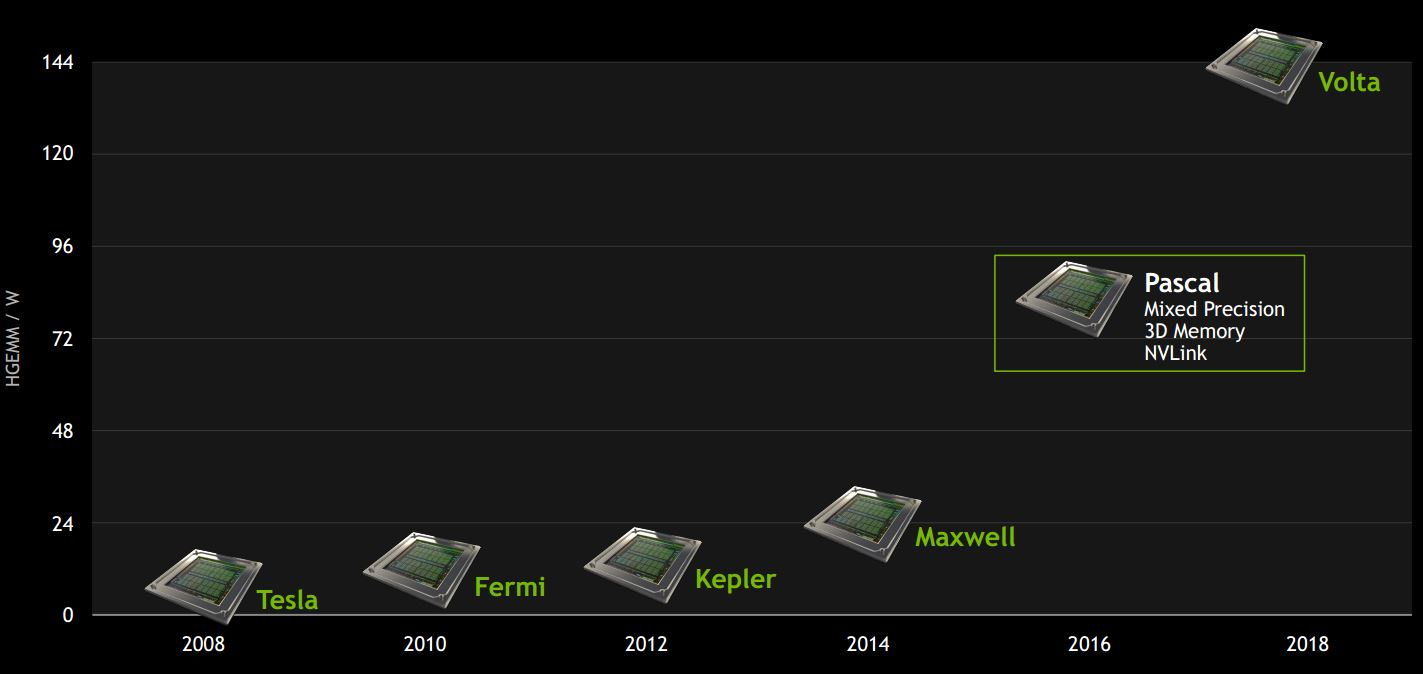 144
Volta
120
96
Pascal
Mixed Precision
3D Memory
NVLink
72
HGEMM / W
48
24
Maxwell
Kepler
Fermi
Tesla
0
2008
2010
2012
2014
2016
2018